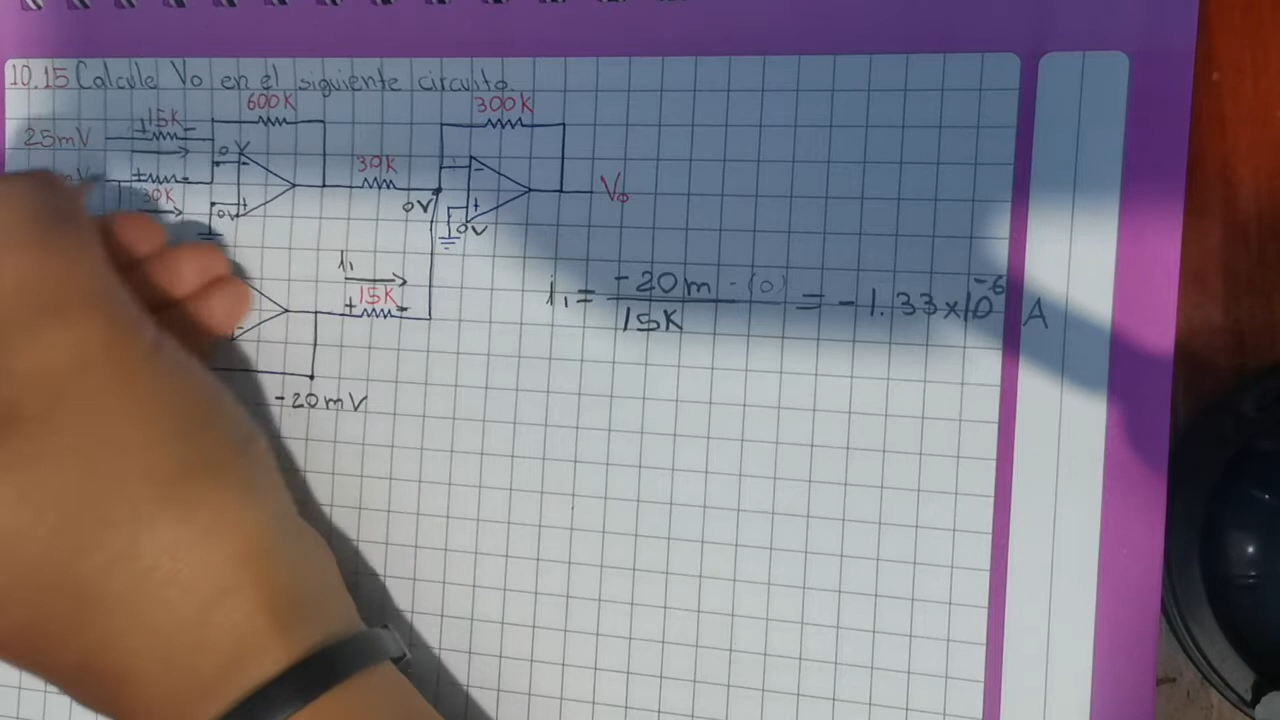 10.15 Calcule Vo en el siguiente circuito.
600K
300K
+ 15K -
25mV
0V
-
-
+ -
30K
30K
+
0V
0V
+
0V
Vo
i₁
+ 15K -
i₁ = -20m - (0) / 15K = -1.33x10⁻⁶ A
-
-20mV